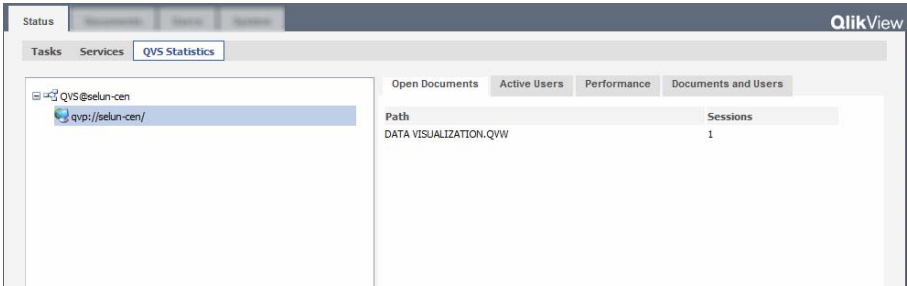 Status
QlikView
Tasks Services QVS Statistics
QVS@selun-cen
qvp://selun-cen/
Open Documents Active Users Performance Documents and Users
Path Sessions
DATA VISUALIZATION.QVW 1